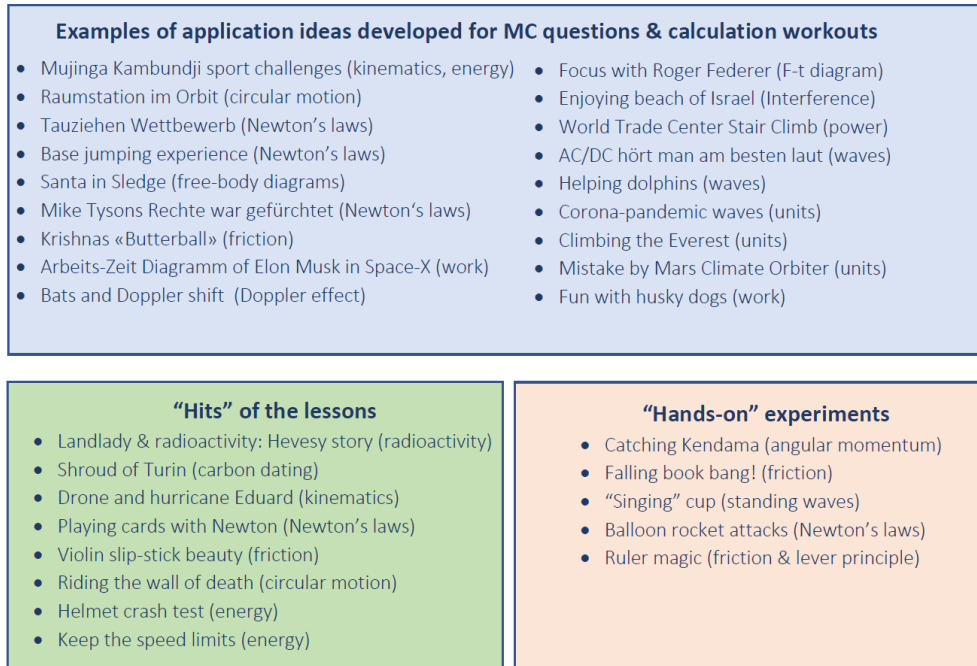 Examples of application ideas developed for MC questions & calculation workouts
• Mujinga Kambundji sport challenges (kinematics, energy)
• Raumstation im Orbit (circular motion)
• Tauziehen Wettbewerb (Newton's laws)
• Base jumping experience (Newton's laws)
• Santa in Sledge (free-body diagrams)
• Mike Tysons Rechte war gefürchtet (Newton‘s laws)
• Krishnas «Butterball» (friction)
• Arbeits-Zeit Diagramm of Elon Musk in Space-X (work)
• Bats and Doppler shift (Doppler effect)
• Focus with Roger Federer (F-t diagram)
• Enjoying beach of Israel (Interference)
• World Trade Center Stair Climb (power)
• AC/DC hört man am besten laut (waves)
• Helping dolphins (waves)
• Corona-pandemic waves (units)
• Climbing the Everest (units)
• Mistake by Mars Climate Orbiter (units)
• Fun with husky dogs (work)
“Hits” of the lessons
• Landlady & radioactivity: Hevesy story (radioactivity)
• Shroud of Turin (carbon dating)
• Drone and hurricane Eduard (kinematics)
• Playing cards with Newton (Newton's laws)
• Violin slip-stick beauty (friction)
• Riding the wall of death (circular motion)
• Helmet crash test (energy)
• Keep the speed limits (energy)
“Hands-on” experiments
• Catching Kendama (angular momentum)
• Falling book bang! (friction)
• “Singing” cup (standing waves)
• Balloon rocket attacks (Newton's laws)
• Ruler magic (friction & lever principle)